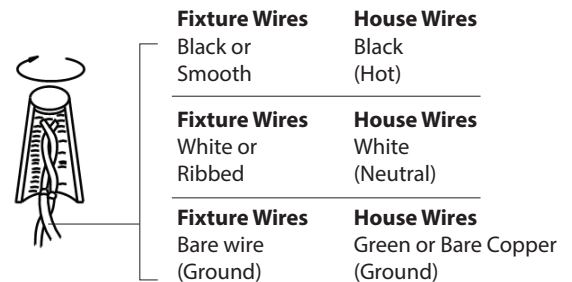 Fixture Wires House Wires
Black or Black
Smooth (Hot)
Fixture Wires House Wires
White or White
Ribbed (Neutral)
Fixture Wires House Wires
Bare wire Green or Bare Copper
(Ground) (Ground)